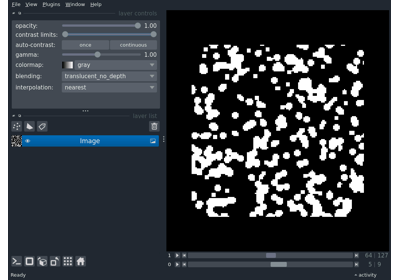 File View Plugins Window Help
layer controls
opacity: 1.00
contrast limits:
auto-contrast: once continuous
gamma: 1.00
colormap: gray
blending: translucent_no_depth
interpolation: nearest
layer list
Image
1 64 127
0 5 9
Ready activity